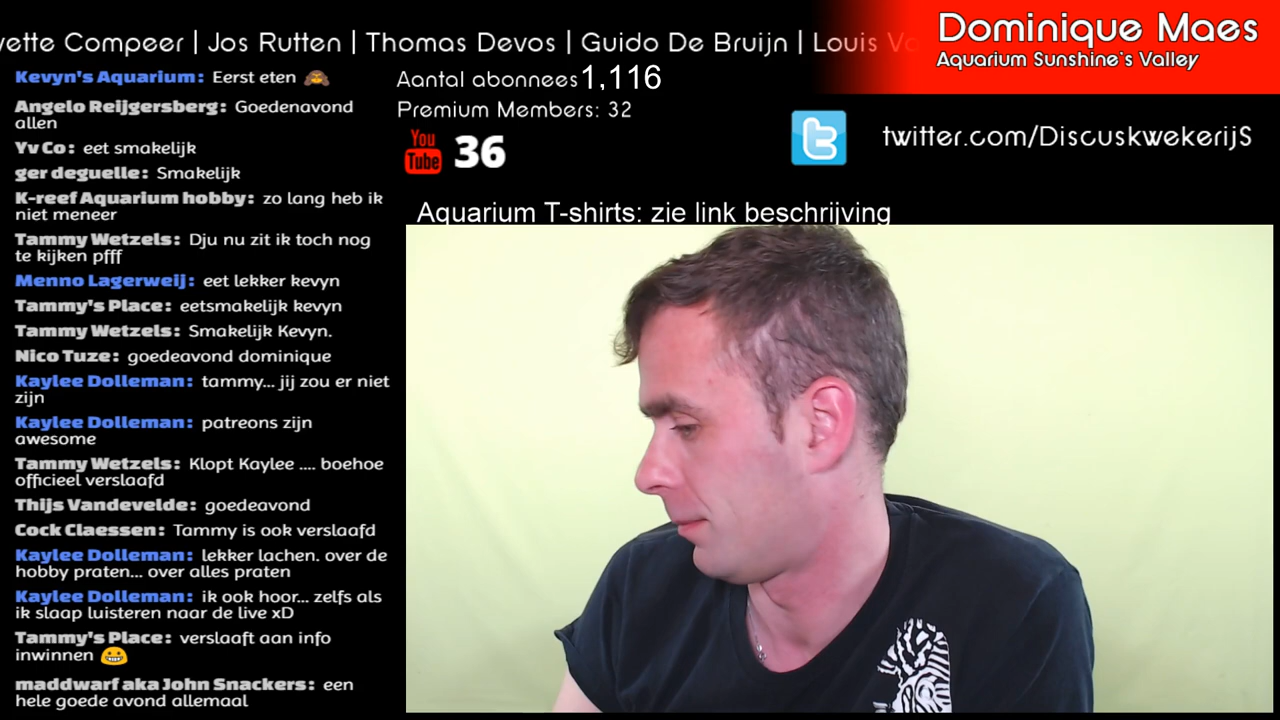 vette Compeer | Jos Rutten | Thomas Devos | Guido De Bruijn | Louis
Dominique Maes
Aquarium Sunshine's Valley
Kevyn's Aquarium: Eerst eten
Angelo Reijgersberg: Goedenavond
allen
Yv Co: eet smakelijk
ger deguelle: Smakelijk
K-reef Aquarium hobby: zo lang heb ik
niet meneer
Tammy Wetzels: Dju nu zit ik toch nog
te kijken pfff
Menno Lagerweij: eet lekker kevyn
Tammy's Place: eetsmakelijk kevyn
Tammy Wetzels: Smakelijk Kevyn.
Nico Tuze: goedeavond dominique
Kaylee Dolleman: tammy... jij zou er niet
zijn
Kaylee Dolleman: patreons zijn
awesome
Tammy Wetzels: Klopt Kaylee .... boehoe
officieel verslaafd
Thijs Vandevelde: goedeavond
Cock Claessen: Tammy is ook verslaafd
Kaylee Dolleman: lekker lachen. over de
hobby praten... over alles praten
Kaylee Dolleman: ik ook hoor... zelfs als
ik slaap luisteren naar de live xD
Tammy's Place: verslaaft aan info
inwinnen
maddwarf aka John Snackers: een
hele goede avond allemaal
Aantal abonnees 1,116
Premium Members: 32
You
Tube 36
twitter.com/DiscuskwekerijS
Aquarium T-shirts: zie link beschrijving